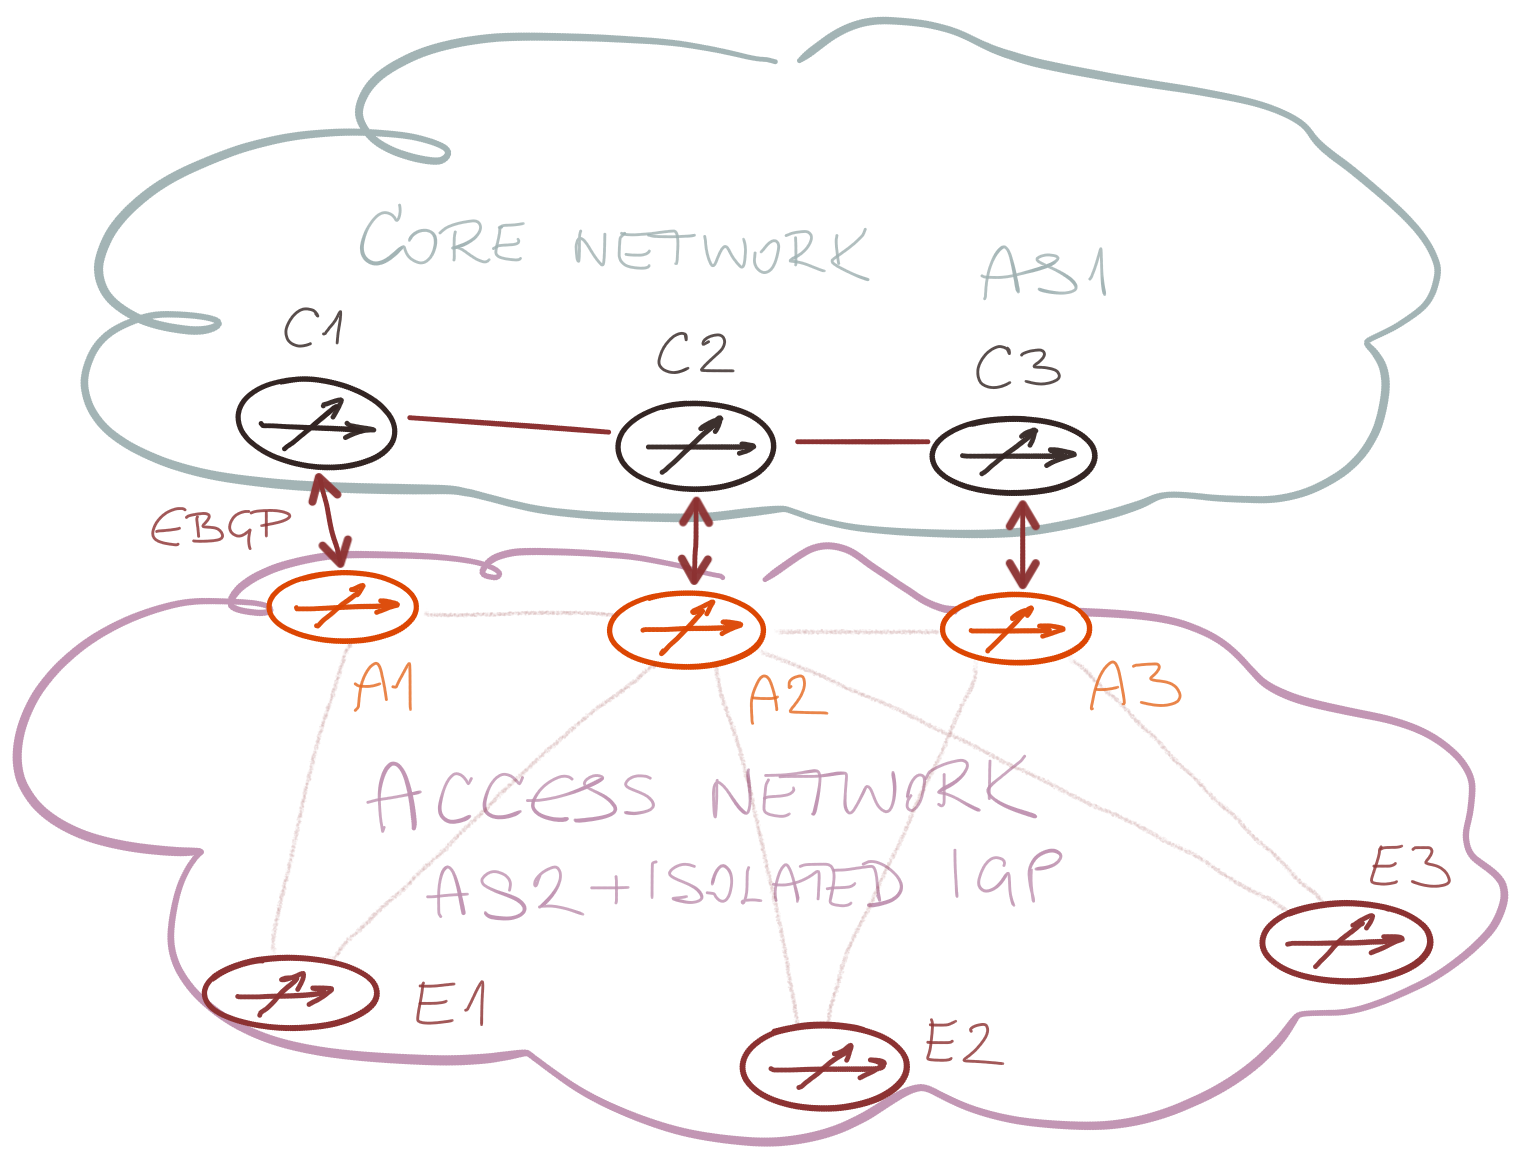 CORE NETWORK AS1
C1
C2
C3
EBGP
A1
A2
A3
ACCESS NETWORK
AS2 + ISOLATED IGP
E3
E1
E2